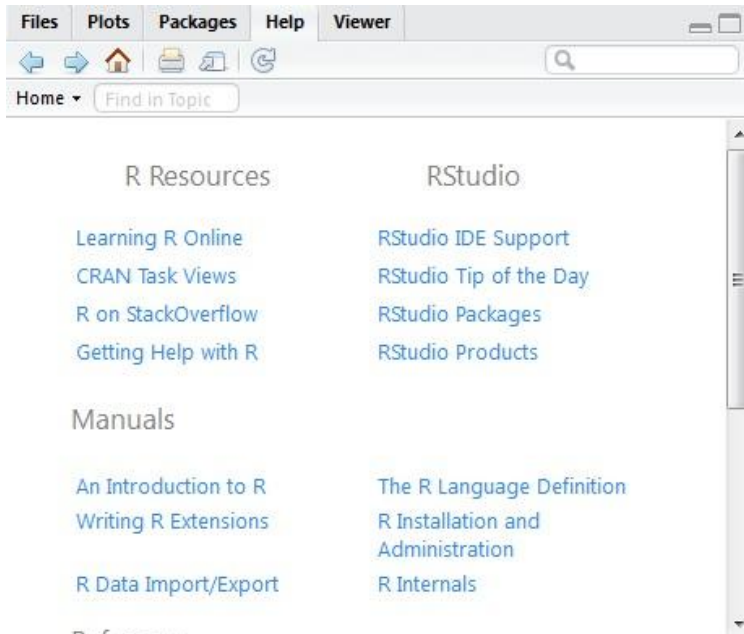 Files Plots Packages Help Viewer
Home Find in Topic
R Resources RStudio
Learning R Online RStudio IDE Support
CRAN Task Views RStudio Tip of the Day
R on StackOverflow RStudio Packages
Getting Help with R RStudio Products
Manuals
An Introduction to R The R Language Definition
Writing R Extensions R Installation and
Administration
R Data Import/Export R Internals